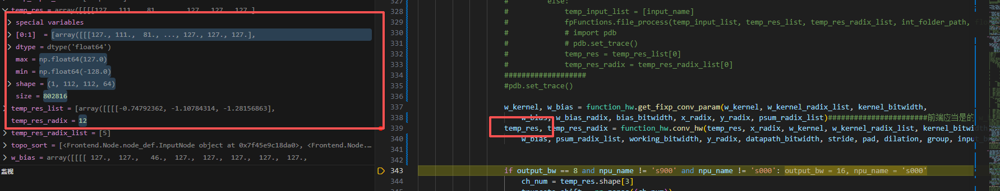 temp_res = array([[[[127., 111., 81., ..., 127., 127., 127.]
special variables
[0:1] = [array([[[127., 111., 81., ..., 127., 127., 127.],
dtype = dtype('float64')
max = np.float64(127.0)
min = np.float64(-128.0)
shape = (1, 112, 112, 64)
size = 802816
temp_res_list = [array([[[[-0.74792362, -1.10784314, -1.28156863],
temp_res_radix = 12
temp_res_radix_list = [5]
topo_sort = [<Frontend.Node.node_def.InputNode object at 0x7f45e9c18da0>, <Frontend.Node....
w_bias = array([[[[ 127., 127., 46., 127., 127., 127., 127., 127.,
监视
327 # else:
328 # temp_input_list = [input_name]
329 # fpFunctions.file_process(temp_input_list, temp_res_list, temp_res_radix_list, int_folder_path,
330 # # import pdb
331 # # pdb.set_trace()
332 # temp_res = temp_res_list[0]
333 # temp_res_radix = temp_res_radix_list[0]
334 ###################
335 #pdb.set_trace()
336
337 w_kernel, w_bias = function_hw.get_fixp_conv_param(w_kernel, w_kernel_radix_list, kernel_bitwidth,
338 w_bias, w_bias_radix, bias_bitwidth, x_radix, y_radix, psum_radix_list)#######################前端应当是的
339 temp_res, temp_res_radix = function_hw.conv_hw(temp_res, x_radix, w_kernel, w_kernel_radix_list, kernel_bitwidth
340 w_bias, psum_radix_list, working_bitwidth, y_radix, datapath_bitwidth, stride, pad, dilation, group, input_bw
341
342
343 if output_bw == 8 and npu_name != 's900' and npu_name != 's000': output_bw = 16, npu_name = 's000'
344 ch_num = temp_res.shape[3]